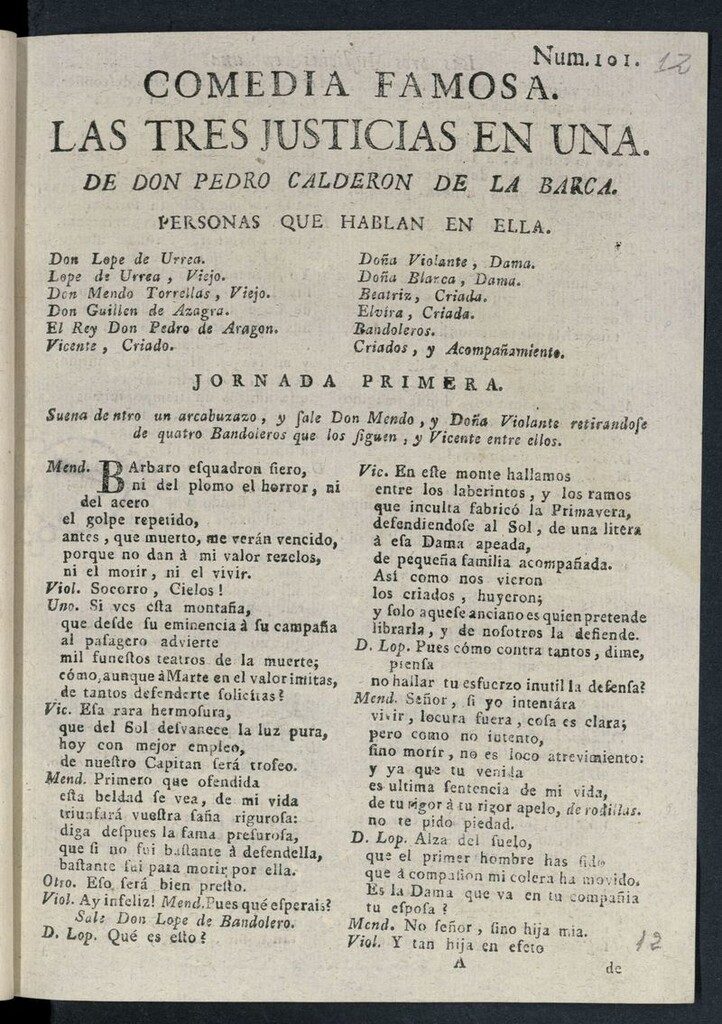 Num. 101.
12
COMEDIA FAMOSA.
LAS TRES JUSTICIAS EN UNA.
DE DON PEDRO CALDERON DE LA BARCA.
PERSONAS QUE HABLAN EN ELLA.
Don Lope de Urrea.
Lope de Urrea, Viejo.
Don Mendo Torrellas, Viejo.
Don Guillen de Azagra.
El Rey Don Pedro de Aragon.
Vicente, Criado.
Doña Violante, Dama.
Doña Blanca, Dama.
Beatriz, Criada.
Elvira, Criada.
Bandoleros.
Criados, y Acompañamiento.
JORNADA PRIMERA.
Suena dentro un arcabuzazo, y ſale Don Mendo, y Doña Violante retirandoſe
de quatro Bandoleros que los ſiguen, y Vicente entre ellos.
Mend. BArbaro eſquadron fiero,
ni del plomo el horror, ni
del acero
el golpe repetido,
antes, que muerto, me verán vencido,
porque no dan à mi valor rezelos,
ni el morir, ni el vivir.
Viol. Socorro, Cielos!
Uno. Si ves eſta montaña,
que deſde ſu eminencia à ſu campaña
al paſagero advierte
mil funeſtos teatros de la muerte;
cómo, aunque à Marte en el valor imitas,
de tantos defenderte ſolicitas?
Vic. Eſa rara hermoſura,
que del Sol deſvanece la luz pura,
hoy con mejor empleo,
de nueſtro Capitan ſerá trofeo.
Mend. Primero que ofendida
eſta beldad ſe vea, de mi vida
triunfará vueſtra ſaña riguroſa:
diga deſpues la fama preſuroſa,
que ſi no fui baſtante à defendella,
baſtante fui para morir por ella.
Otro. Eſo ſerá bien preſto.
Viol. Ay infeliz! Mend. Pues qué eſperais?
Sale Don Lope de Bandolero.
D. Lop. Qué es eſto?
Vic. En eſte monte hallamos
entre los laberintos, y los ramos
que inculta fabricó la Primavera,
defendiendoſe al Sol, de una litera
à eſa Dama apeada,
de pequeña familia acompañada.
Asi como nos vieron
los criados, huyeron;
y ſolo aqueſe anciano es quien pretende
librarla, y de noſotros la defiende.
D. Lop. Pues cómo contra tantos, dime,
pienſa
no hallar tu esfuerzo inutil la defenſa?
Mend. Señor, ſi yo intentára
vivir, locura fuera, coſa es clara;
pero como no intento,
ſino morir, no es loco atrevimiento:
y ya que tu venida
es ultima ſentencia de mi vida,
de tu rigor à tu rigor apelo, de rodillas.
no te pido piedad.
D. Lop. Alza del ſuelo,
que el primer hombre has ſido
que à compaſion mi colera ha movido.
Es la Dama que va en tu compañia
tu eſpoſa?
Mend. No ſeñor, ſino hija mia.
Viol. Y tan hija en efeto
12
A
de